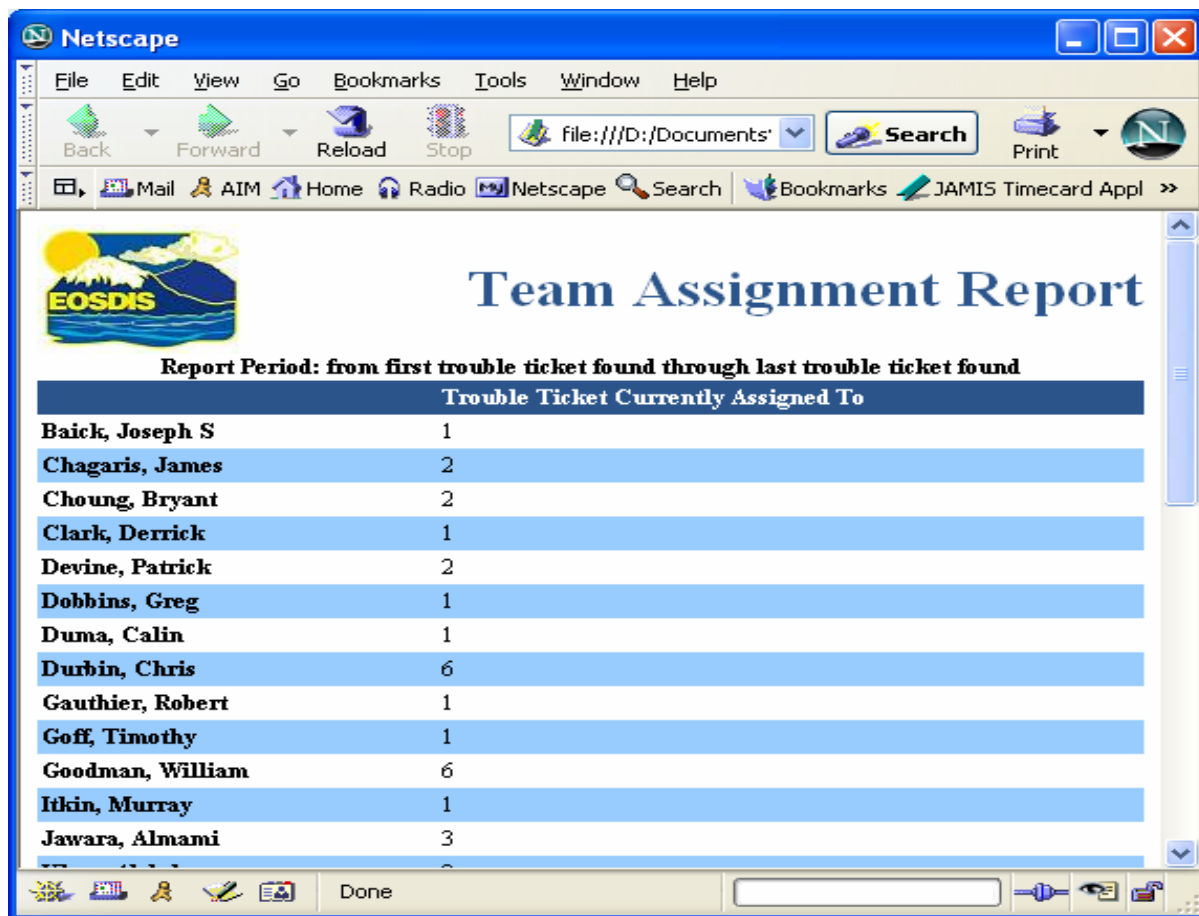 Netscape
File Edit View Go Bookmarks Tools Window Help
Back Forward Reload Stop file:///D:/Documents' Search Print N
Mail AIM Home Radio My Netscape Search Bookmarks JAMIS Timecard Appl »
EOSDIS
Team Assignment Report
Report Period: from first trouble ticket found through last trouble ticket found
Trouble Ticket Currently Assigned To
Baick, Joseph S 1
Chagaris, James 2
Choung, Bryant 2
Clark, Derrick 1
Devine, Patrick 2
Dobbins, Greg 1
Duma, Calin 1
Durbin, Chris 6
Gauthier, Robert 1
Goff, Timothy 1
Goodman, William 6
Itkin, Murray 1
Jawara, Almami 3
Done